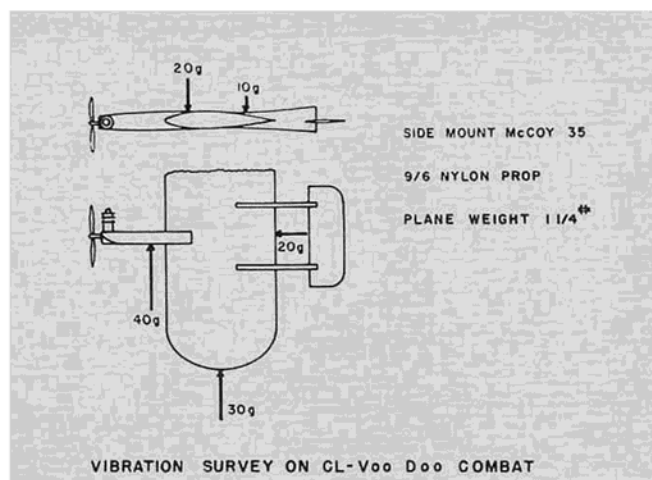 20g
10g
SIDE MOUNT McCOY 35
9/6 NYLON PROP
PLANE WEIGHT 1 1/4#
20g
40g
30g
VIBRATION SURVEY ON CL-Voo Doo COMBAT